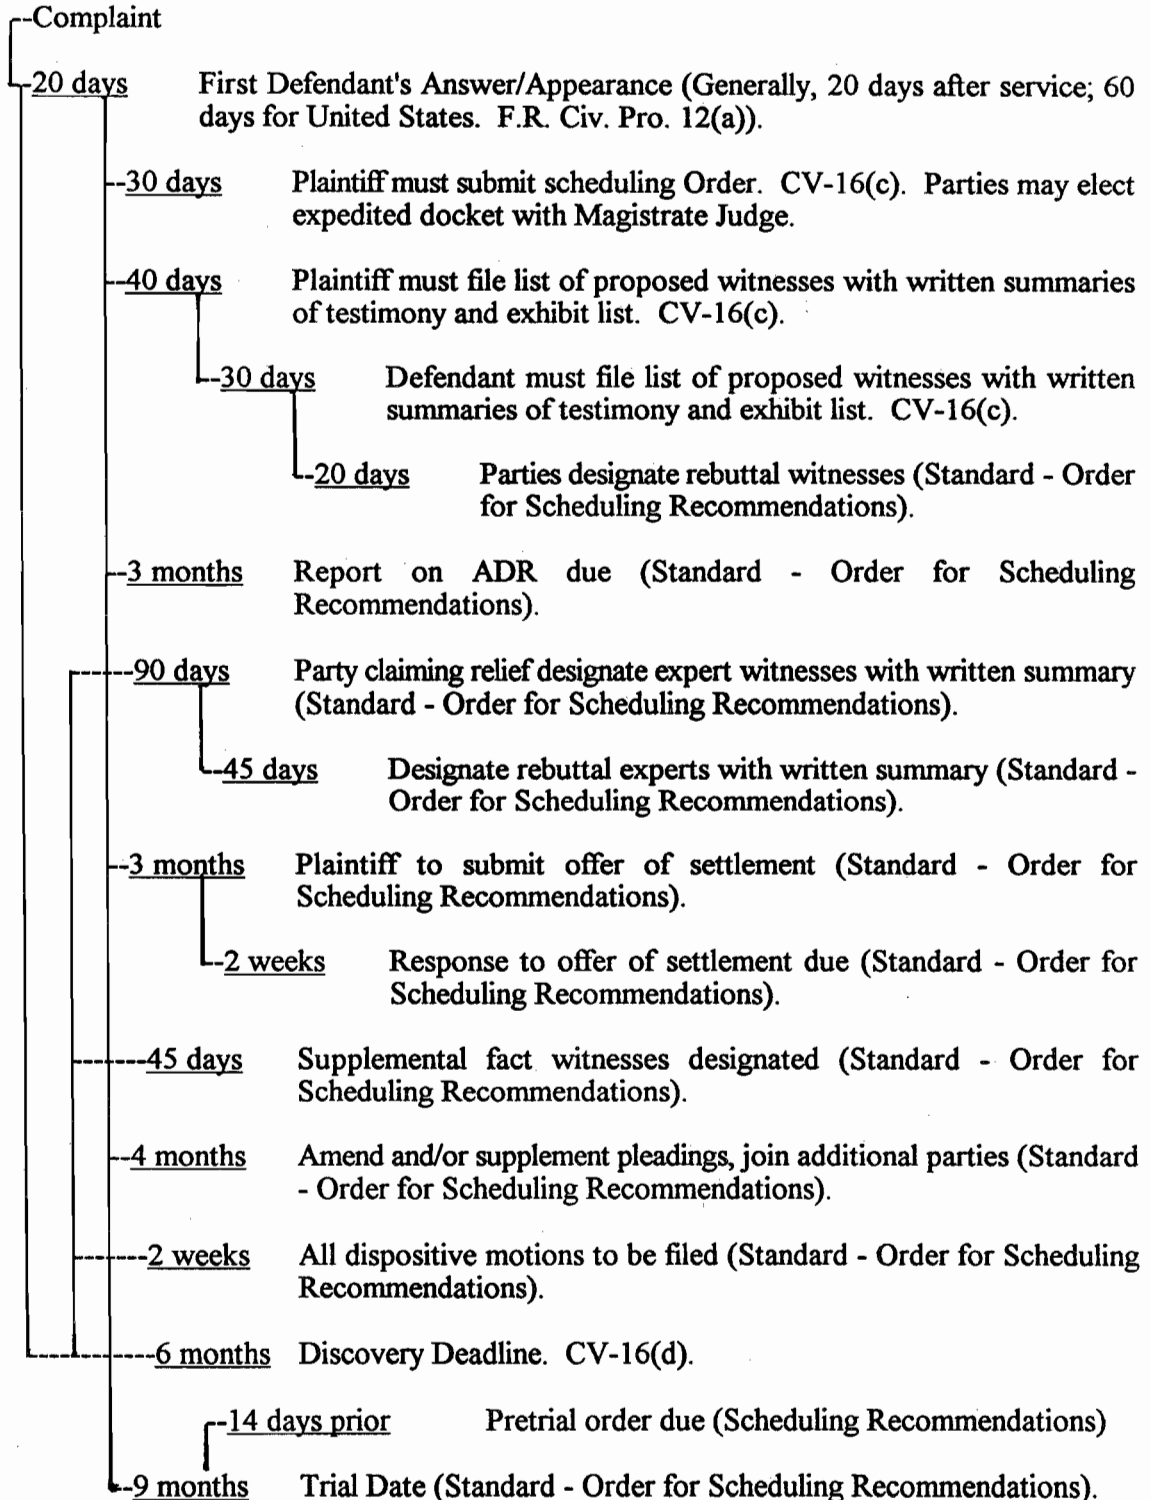 Complaint
20 days First Defendant's Answer/Appearance (Generally, 20 days after service; 60
days for United States. F.R. Civ. Pro. 12(a)).
30 days Plaintiff must submit scheduling Order. CV-16(c). Parties may elect
expedited docket with Magistrate Judge.
40 days Plaintiff must file list of proposed witnesses with written summaries
of testimony and exhibit list. CV-16(c).
30 days Defendant must file list of proposed witnesses with written
summaries of testimony and exhibit list. CV-16(c).
20 days Parties designate rebuttal witnesses (Standard - Order
for Scheduling Recommendations).
3 months Report on ADR due (Standard - Order for Scheduling
Recommendations).
90 days Party claiming relief designate expert witnesses with written summary
(Standard - Order for Scheduling Recommendations).
45 days Designate rebuttal experts with written summary (Standard -
Order for Scheduling Recommendations).
3 months Plaintiff to submit offer of settlement (Standard - Order for
Scheduling Recommendations).
2 weeks Response to offer of settlement due (Standard - Order for
Scheduling Recommendations).
45 days Supplemental fact witnesses designated (Standard - Order for
Scheduling Recommendations).
4 months Amend and/or supplement pleadings, join additional parties (Standard
- Order for Scheduling Recommendations).
2 weeks All dispositive motions to be filed (Standard - Order for Scheduling
Recommendations).
6 months Discovery Deadline. CV-16(d).
14 days prior Pretrial order due (Scheduling Recommendations)
9 months Trial Date (Standard - Order for Scheduling Recommendations).